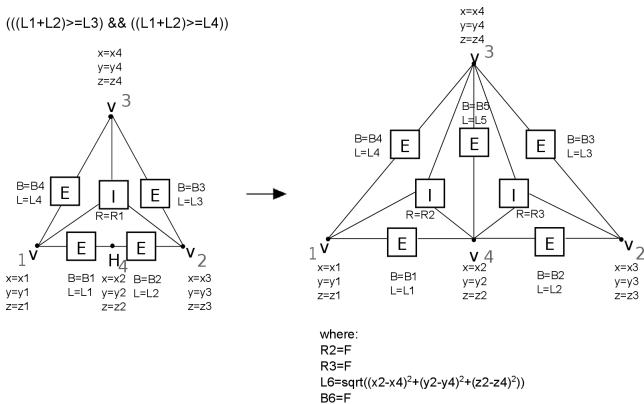 (((L1+L2)>=L3) && ((L1+L2)>=L4))
x=x4
y=y4
z=z4
v 3
B=B4
L=L4
E
I
E
B=B3
L=L3
R=R1
1 v
E
H 4
E
v 2
x=x1
y=y1
z=z1
B=B1
L=L1
x=x2
y=y2
z=z2
B=B2
L=L2
x=x3
y=y3
z=z3
x=x4
y=y4
z=z4
v 3
B=B5
L=L5
B=B4
L=L4
E
E
E
B=B3
L=L3
I
I
R=R2
R=R3
1 v
E
v 4
E
v 2
x=x1
y=y1
z=z1
B=B1
L=L1
x=x2
y=y2
z=z2
B=B2
L=L2
x=x3
y=y3
z=z3
where:
R2=F
R3=F
L6=sqrt((x2-x4)²+(y2-y4)²+(z2-z4)²))
B6=F